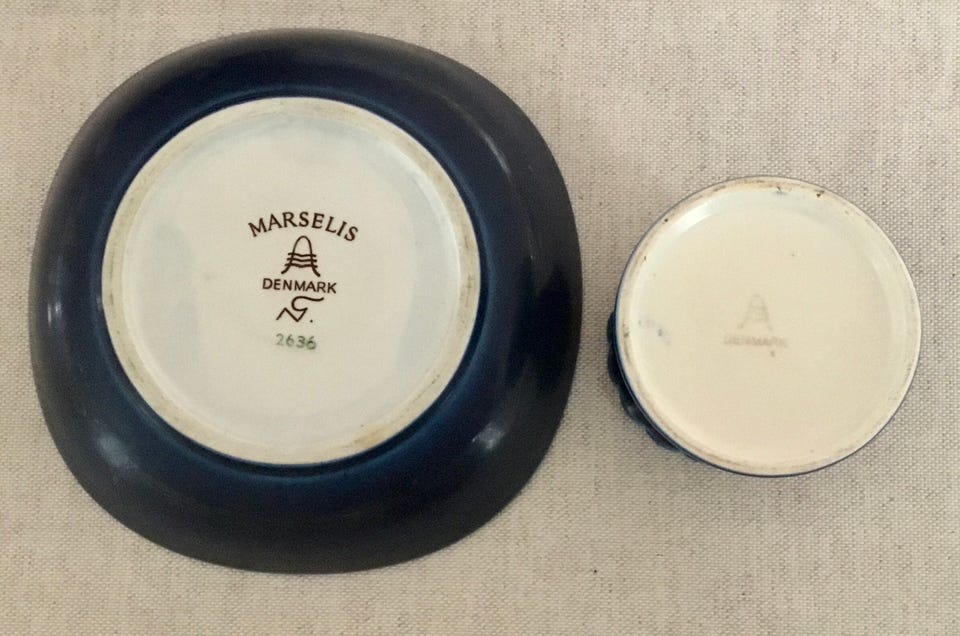 MARSELIS
A
DENMARK
N.
2636
A
DENMARK